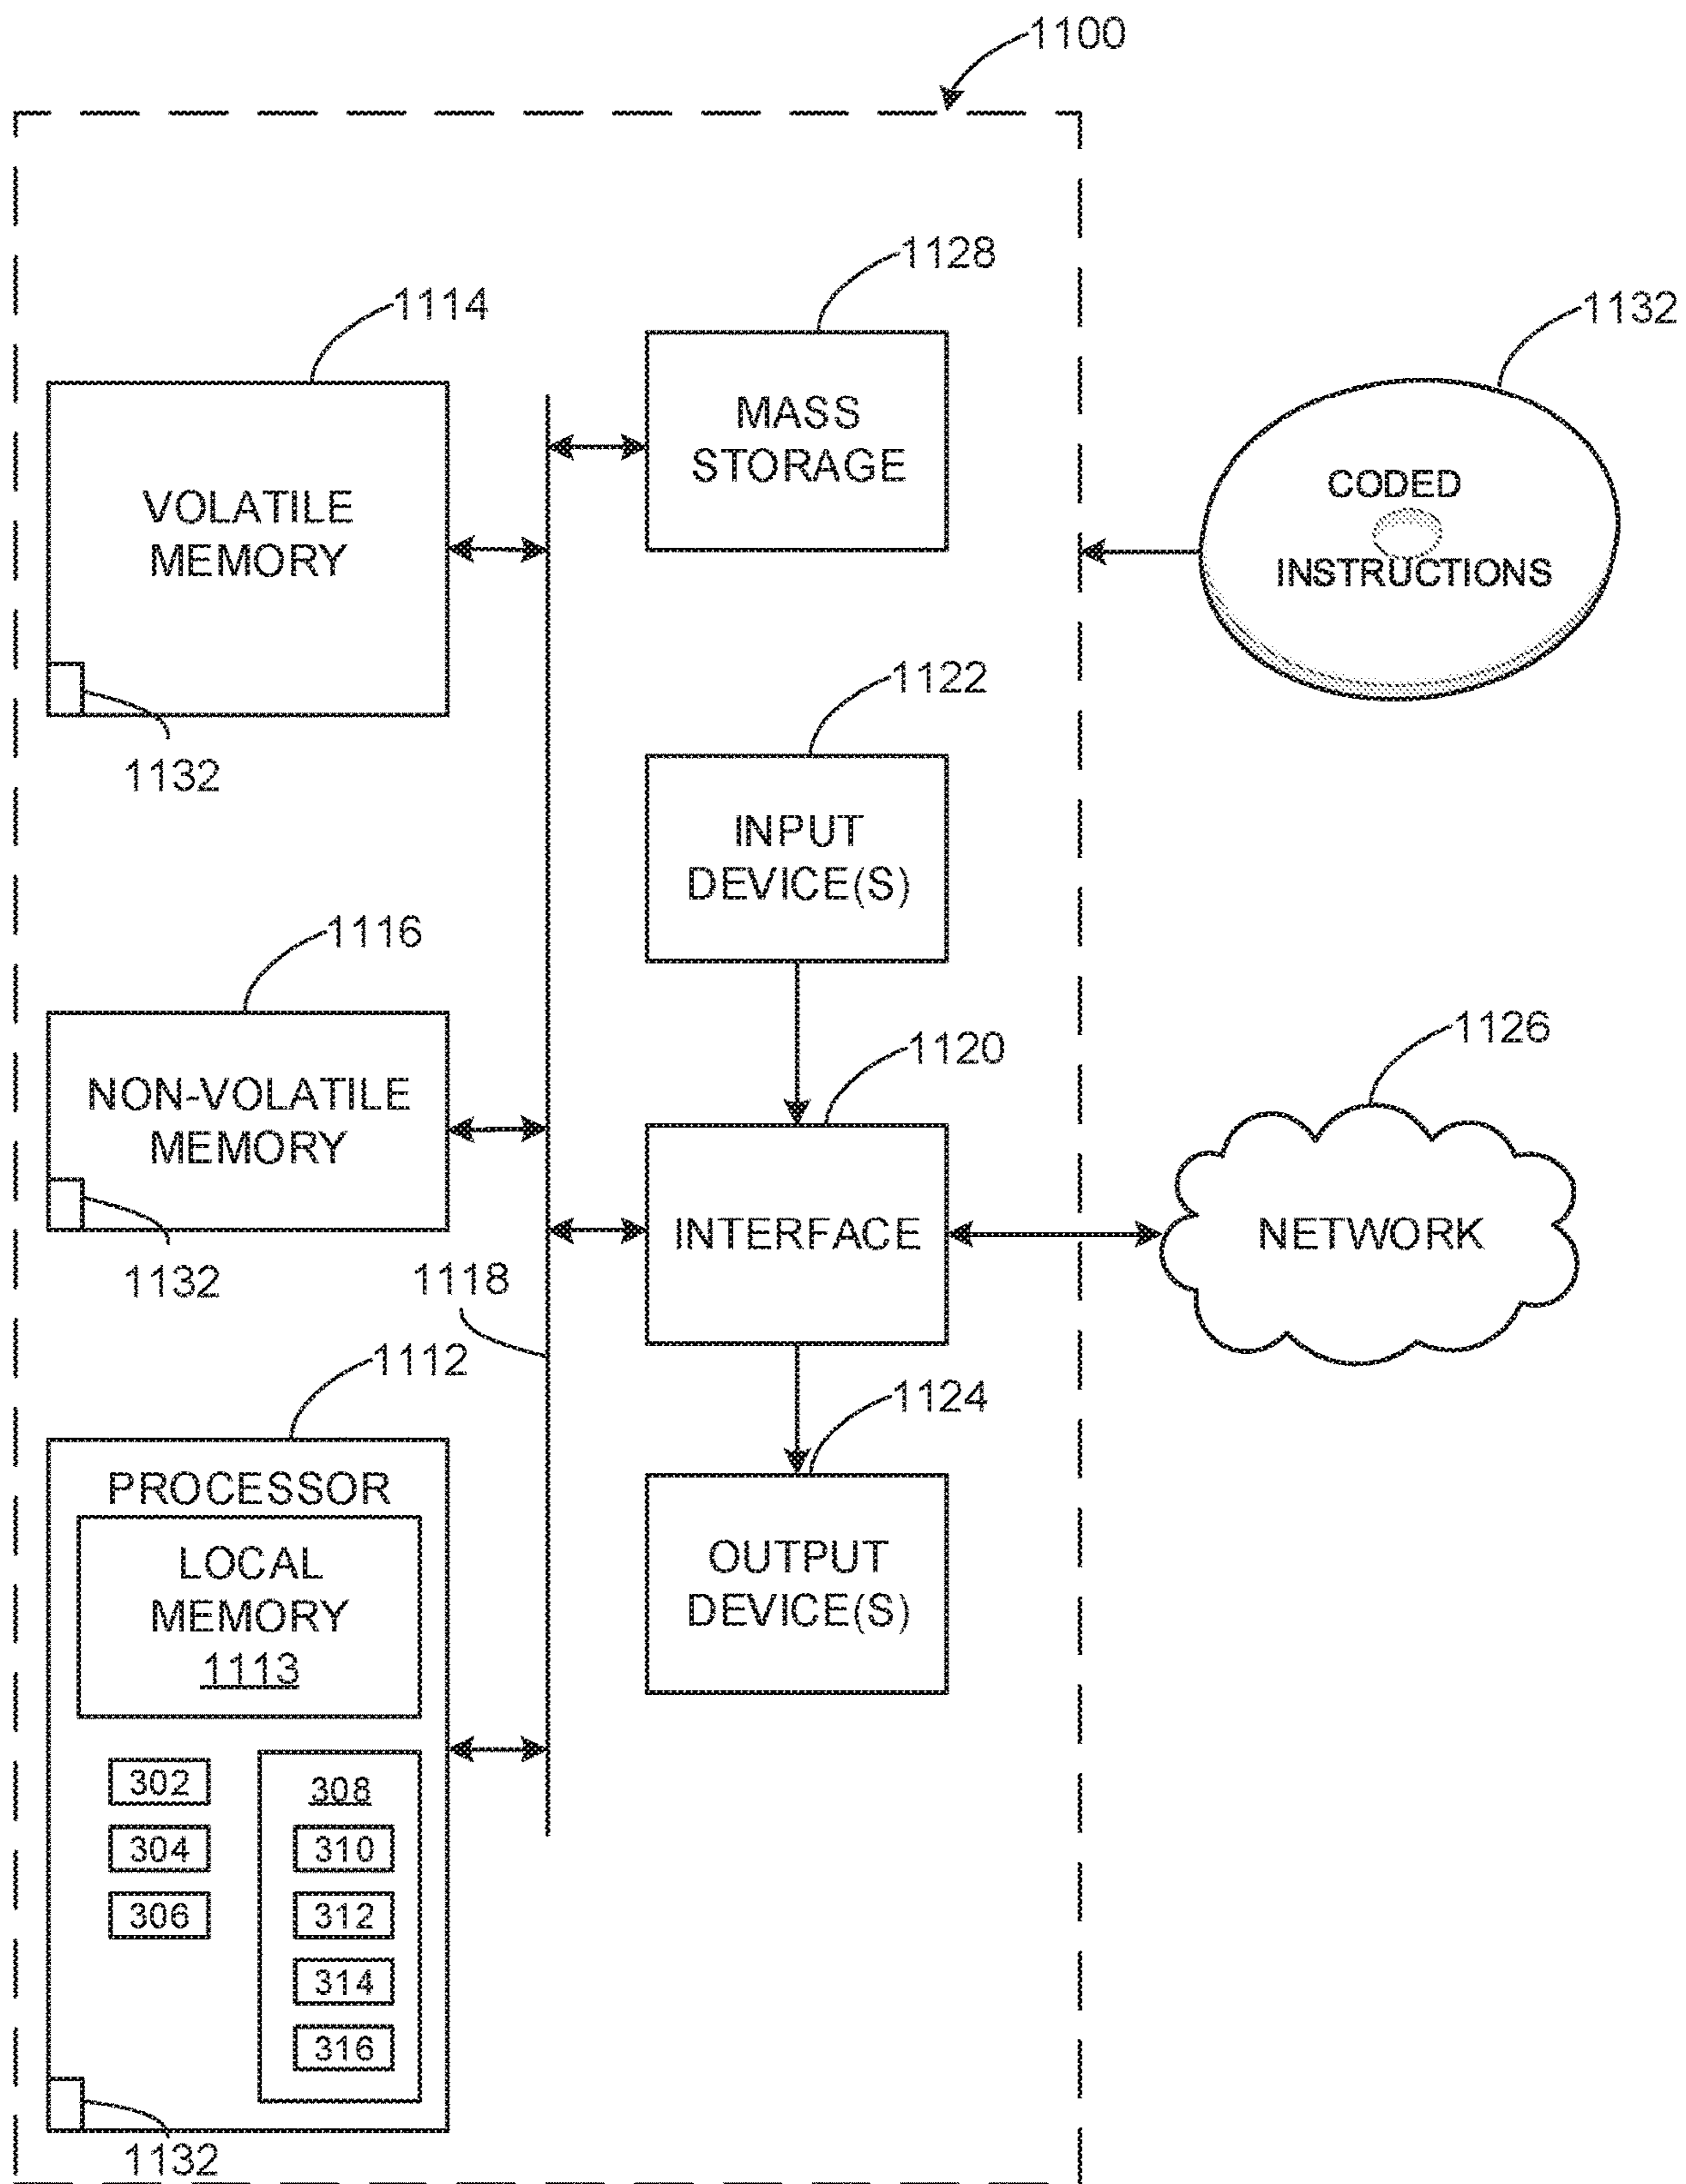 1100
1128
1114
1132
MASS
STORAGE
VOLATILE
MEMORY
CODED
INSTRUCTIONS
1132
1122
INPUT
DEVICE(S)
1116
1120
1126
NON-VOLATILE
MEMORY
INTERFACE
NETWORK
1132
1118
1112
1124
PROCESSOR
LOCAL
MEMORY
1113
OUTPUT
DEVICE(S)
302
304
306
308
310
312
314
316
1132